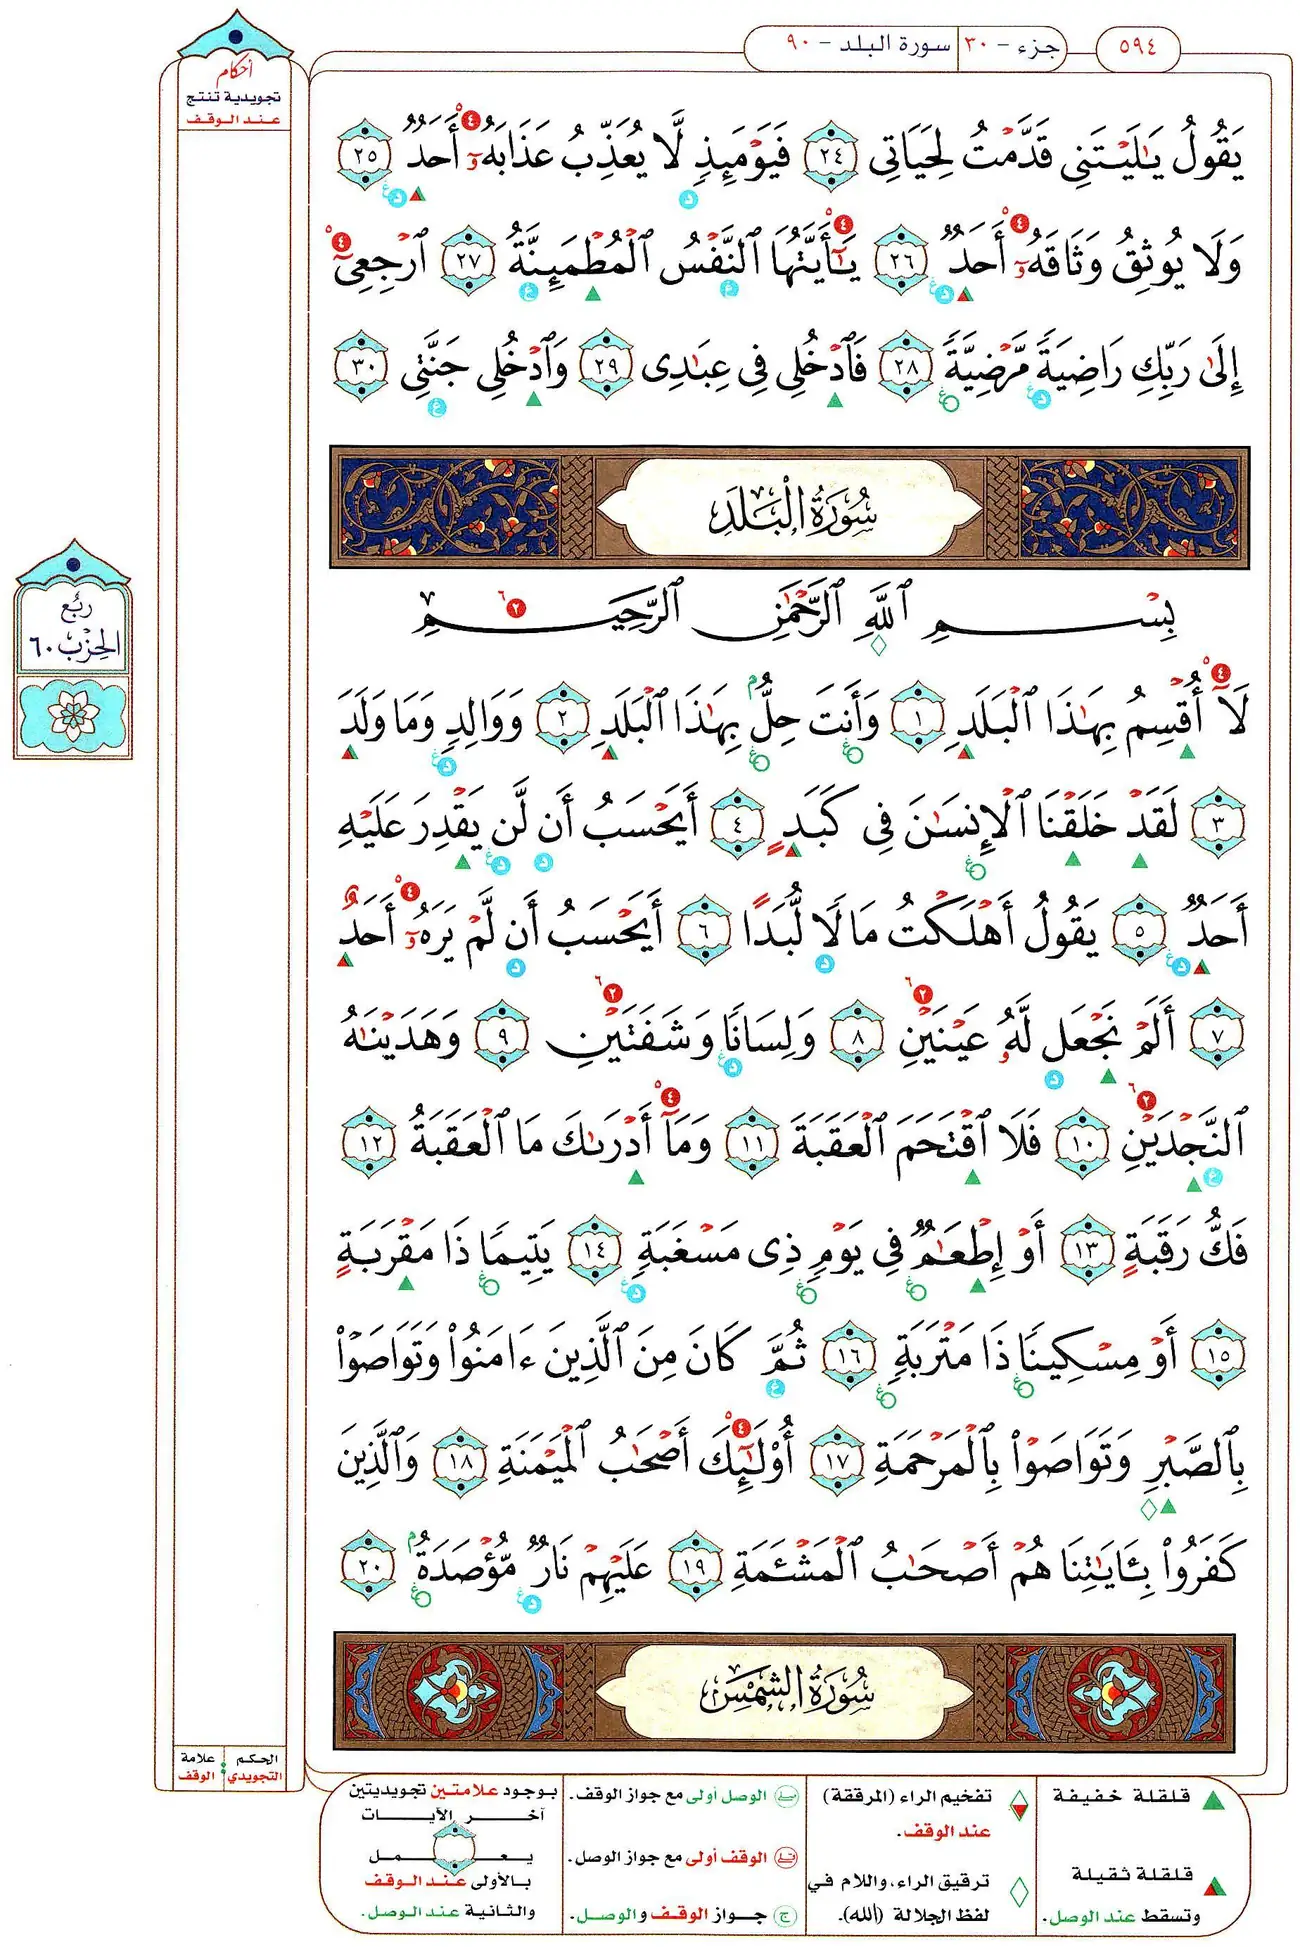 ٥٩٤
جزء - ٣٠ سورة البلد - ٩٠
أحكام
تجويدية تنتج
عند الوقف
يَقُولُ يَٰلَيْتَنِى قَدَّمْتُ لِحَيَاتِى ٢٤ فَيَوْمَئِذٍ لَّا يُعَذِّبُ عَذَابَهُۥٓ أَحَدٌ ٢٥
وَلَا يُوثِقُ وَثَاقَهُۥٓ أَحَدٌ ٢٦ يَٰٓأَيَّتُهَا ٱلنَّفْسُ ٱلْمُطْمَئِنَّةُ ٢٧ ٱرْجِعِىٓ
إِلَىٰ رَبِّكِ رَاضِيَةً مَّرْضِيَّةً ٢٨ فَٱدْخُلِى فِى عِبَٰدِى ٢٩ وَٱدْخُلِى جَنَّتِى ٣٠
سُورَةُ الْبَلَدِ
ربع
الحزب ٦٠
بِسْمِ ٱللَّهِ ٱلرَّحْمَٰنِ ٱلرَّحِيمِ
لَآ أُقْسِمُ بِهَٰذَا ٱلْبَلَدِ ١ وَأَنتَ حِلٌّۢ بِهَٰذَا ٱلْبَلَدِ ٢ وَوَالِدٍ وَمَا وَلَدَ
٣ لَقَدْ خَلَقْنَا ٱلْإِنسَٰنَ فِى كَبَدٍ ٤ أَيَحْسَبُ أَن لَّن يَقْدِرَ عَلَيْهِ
أَحَدٌ ٥ يَقُولُ أَهْلَكْتُ مَالًا لُّبَدًا ٦ أَيَحْسَبُ أَن لَّمْ يَرَهُۥٓ أَحَدٌ
٧ أَلَمْ نَجْعَل لَّهُۥ عَيْنَيْنِ ٨ وَلِسَانًا وَشَفَتَيْنِ ٩ وَهَدَيْنَٰهُ
ٱلنَّجْدَيْنِ ١٠ فَلَا ٱقْتَحَمَ ٱلْعَقَبَةَ ١١ وَمَآ أَدْرَىٰكَ مَا ٱلْعَقَبَةُ ١٢
فَكُّ رَقَبَةٍ ١٣ أَوْ إِطْعَٰمٌ فِى يَوْمٍ ذِى مَسْغَبَةٍ ١٤ يَتِيمًا ذَا مَقْرَبَةٍ
١٥ أَوْ مِسْكِينًا ذَا مَتْرَبَةٍ ١٦ ثُمَّ كَانَ مِنَ ٱلَّذِينَ ءَامَنُوا۟ وَتَوَاصَوْا۟
بِٱلصَّبْرِ وَتَوَاصَوْا۟ بِٱلْمَرْحَمَةِ ١٧ أُو۟لَٰٓئِكَ أَصْحَٰبُ ٱلْمَيْمَنَةِ ١٨ وَٱلَّذِينَ
كَفَرُوا۟ بِـَٔايَٰتِنَا هُمْ أَصْحَٰبُ ٱلْمَشْـَٔمَةِ ١٩ عَلَيْهِمْ نَارٌ مُّؤْصَدَةٌۢ ٢٠
سُورَةُ الشَّمْسِ
الحكم التجويدي
علامة الوقف
قلقلة خفيفة
قلقلة ثقيلة
وتسقط عند الوصل.
تفخيم الراء (المرققة)
عند الوقف.
ترقيق الراء، واللام في
لفظ الجلالة (الله).
صلى الوصل أولى مع جواز الوقف.
قلى الوقف أولى مع جواز الوصل.
ج جواز الوقف والوصل.
بوجود علامتين تجويديتين
آخر الآيات
يعمل
بالأولى عند الوقف
والثانية عند الوصل.